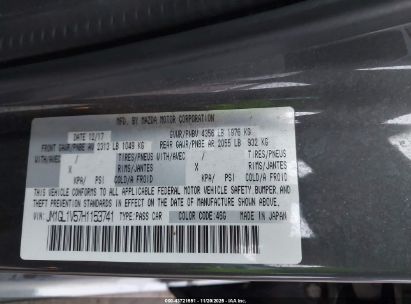 MFD. BY MAZDA MOTOR CORPORATION
DATE 12/17 GVWR/PNBV 4356 LB 1976 KG
FRONT GAWR/PNBE AV 2313 LB 1049 KG REAR GAWR/PNBE AR 2055 LB 932 KG
WITH/AVEC TIRES/PNEUS WITH/AVEC TIRES/PNEUS
X RIMS/JANTES X RIMS/JANTES
KPA/ PSI COLD/A FROID KPA/ PSI COLD/A FROID
THIS VEHICLE CONFORMS TO ALL APPLICABLE FEDERAL MOTOR VEHICLE SAFETY, BUMPER AND
THEFT PREVENTION STANDARDS IN EFFECT ON THE DATE OF MANUFACTURE SHOWN ABOVE.
VIN: TYPE:PASS CAR COLOR CODE:46G MADE IN JAPAN